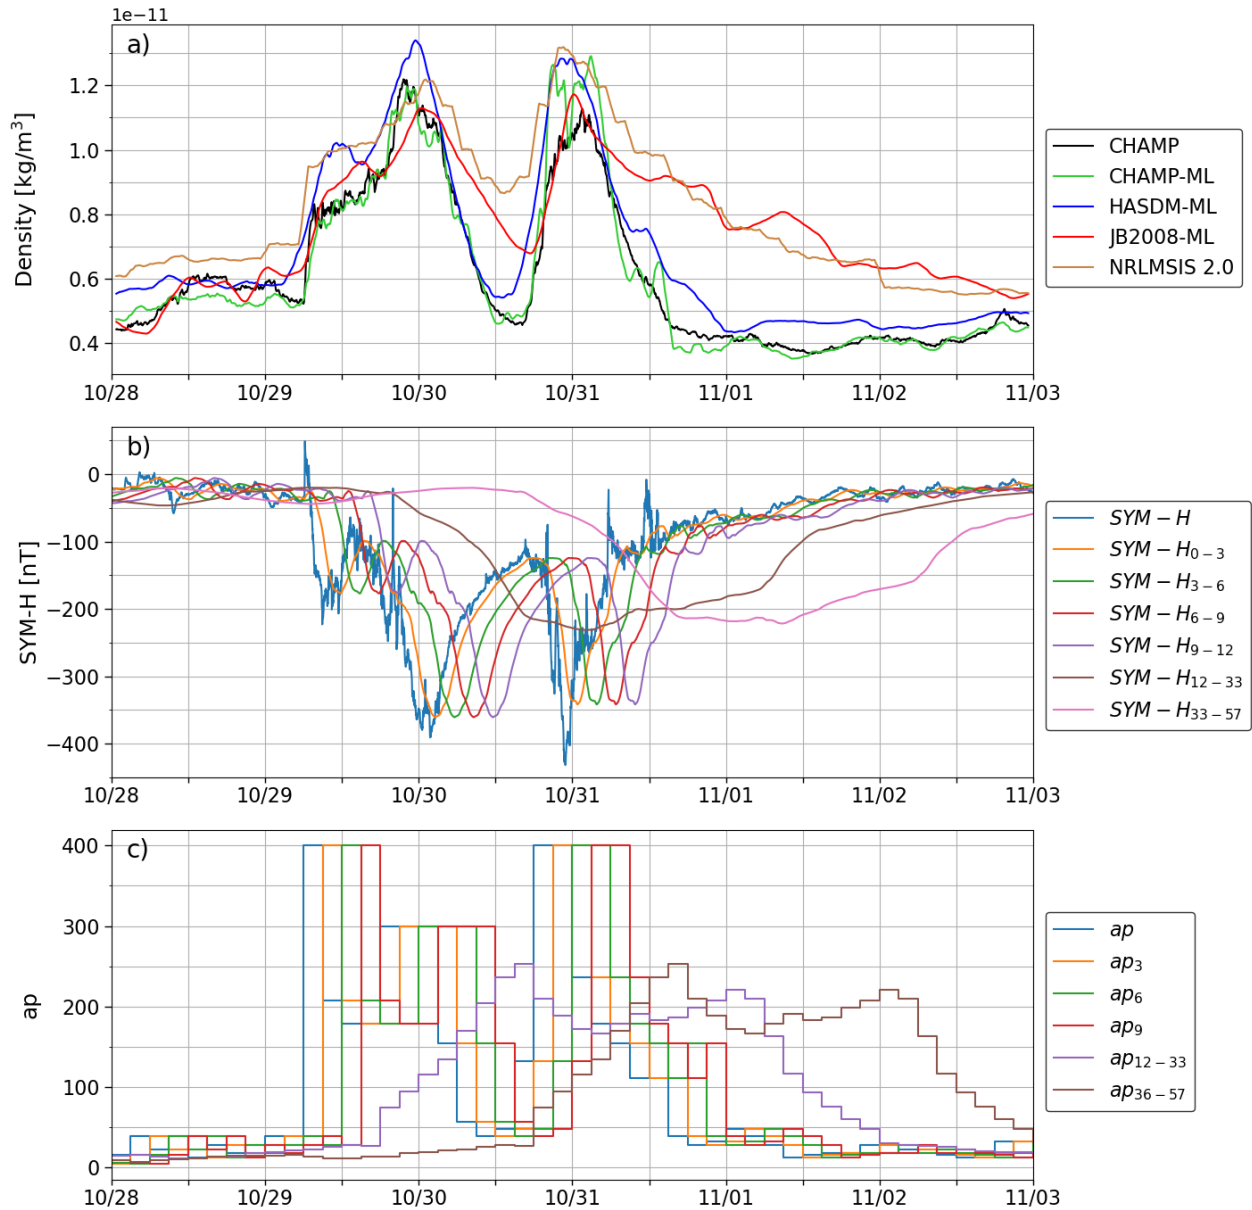 1e−11
a)
1.2
1.0
0.8
0.6
0.4
Density [kg/m³]
10/28 10/29 10/30 10/31 11/01 11/02 11/03
CHAMP
CHAMP-ML
HASDM-ML
JB2008-ML
NRLMSIS 2.0
b)
0
−100
−200
−300
−400
SYM-H [nT]
10/28 10/29 10/30 10/31 11/01 11/02 11/03
SYM − H
SYM − H₀₋₃
SYM − H₃₋₆
SYM − H₆₋₉
SYM − H₉₋₁₂
SYM − H₁₂₋₃₃
SYM − H₃₃₋₅₇
c)
400
300
200
100
0
ap
10/28 10/29 10/30 10/31 11/01 11/02 11/03
ap
ap₃
ap₆
ap₉
ap₁₂₋₃₃
ap₃₆₋₅₇